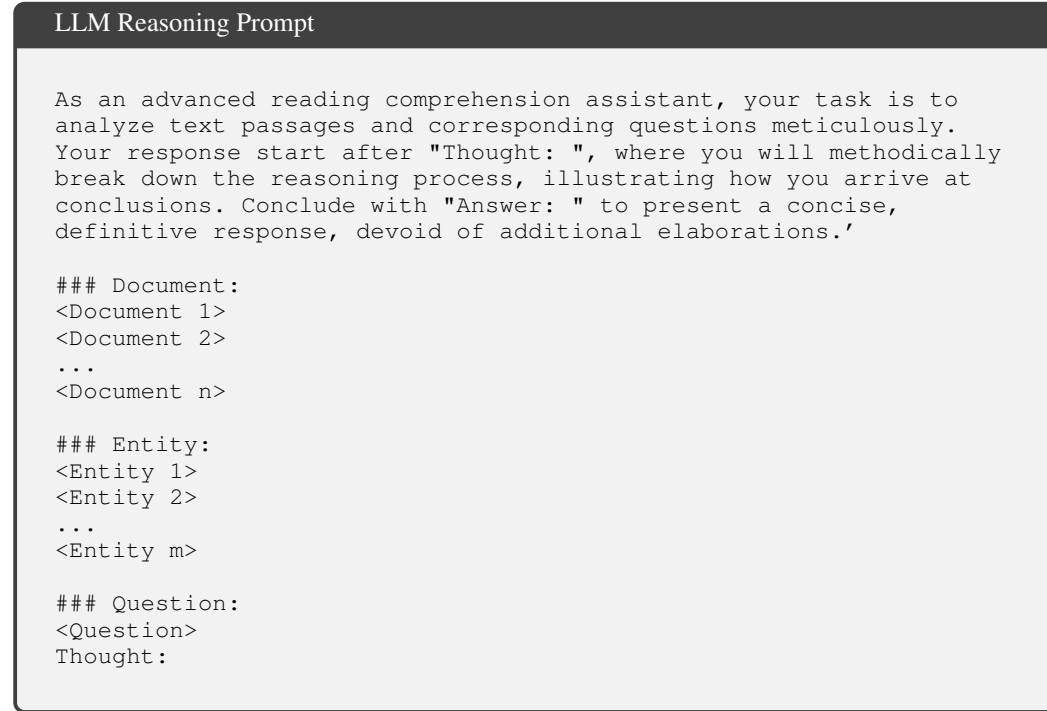 LLM Reasoning Prompt
As an advanced reading comprehension assistant, your task is to
analyze text passages and corresponding questions meticulously.
Your response start after "Thought: ", where you will methodically
break down the reasoning process, illustrating how you arrive at
conclusions. Conclude with "Answer: " to present a concise,
definitive response, devoid of additional elaborations.’
### Document:
<Document 1>
<Document 2>
...
<Document n>
### Entity:
<Entity 1>
<Entity 2>
...
<Entity m>
### Question:
<Question>
Thought: